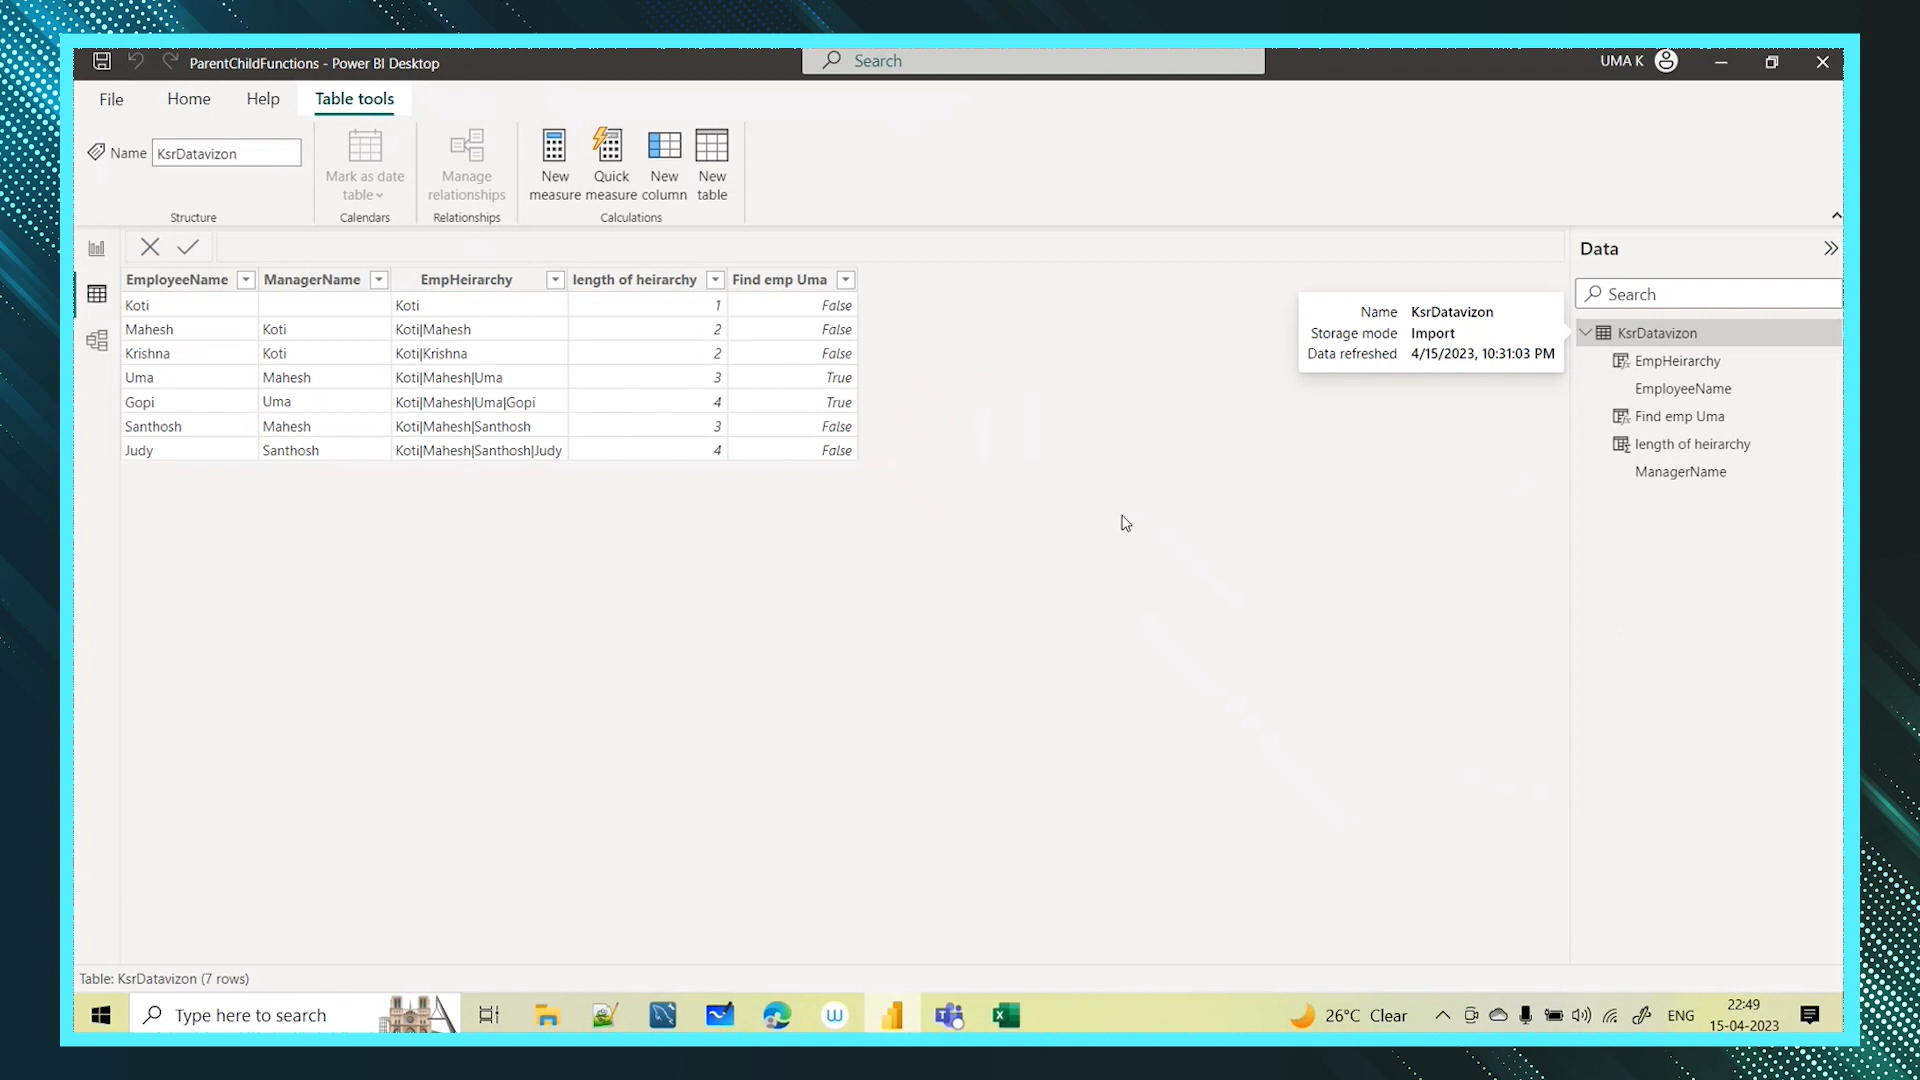 ParentChildFunctions - Power BI Desktop
Search
UMA K
File Home Help Table tools
Name KsrDatavizon
Mark as date table
Manage relationships
New measure
Quick measure
New column
New table
Structure Calendars Relationships Calculations
EmployeeName ManagerName EmpHeirarchy length of heirarchy Find emp Uma
Koti Koti 1 False
Mahesh Koti Koti|Mahesh 2 False
Krishna Koti Koti|Krishna 2 False
Uma Mahesh Koti|Mahesh|Uma 3 True
Gopi Uma Koti|Mahesh|Uma|Gopi 4 True
Santhosh Mahesh Koti|Mahesh|Santhosh 3 False
Judy Santhosh Koti|Mahesh|Santhosh|Judy 4 False
Name KsrDatavizon
Storage mode Import
Data refreshed 4/15/2023, 10:31:03 PM
Data
Search
KsrDatavizon
EmpHeirarchy
EmployeeName
Find emp Uma
length of heirarchy
ManagerName
Table: KsrDatavizon (7 rows)
Type here to search
26°C Clear
ENG
22:49
15-04-2023